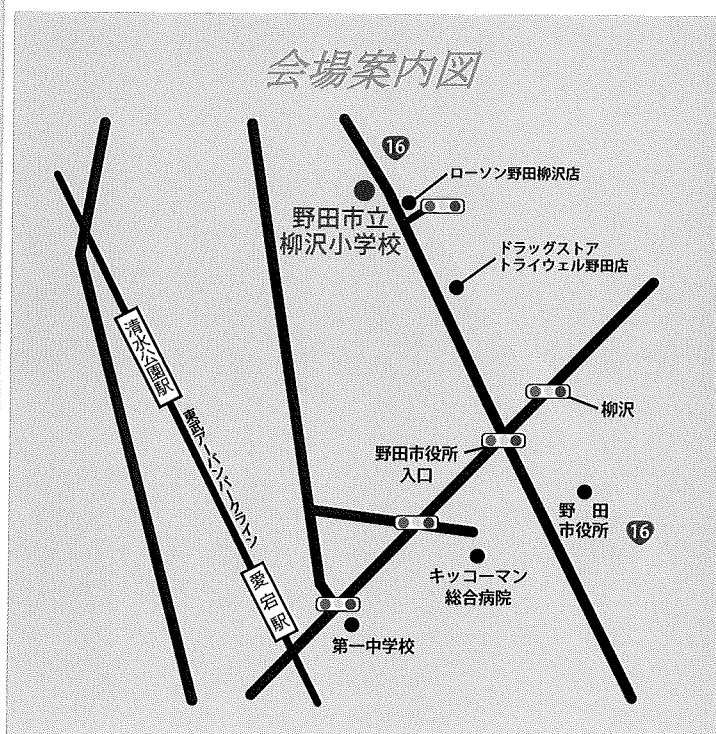 会場案内図
16
ローソン野田柳沢店
野田市立
柳沢小学校
ドラッグストア
トライウェル野田店
清水公園駅
東武アーバンパークライン
柳沢
野田市役所
入口
野　田
市役所
16
キッコーマン
総合病院
愛宕駅
第一中学校